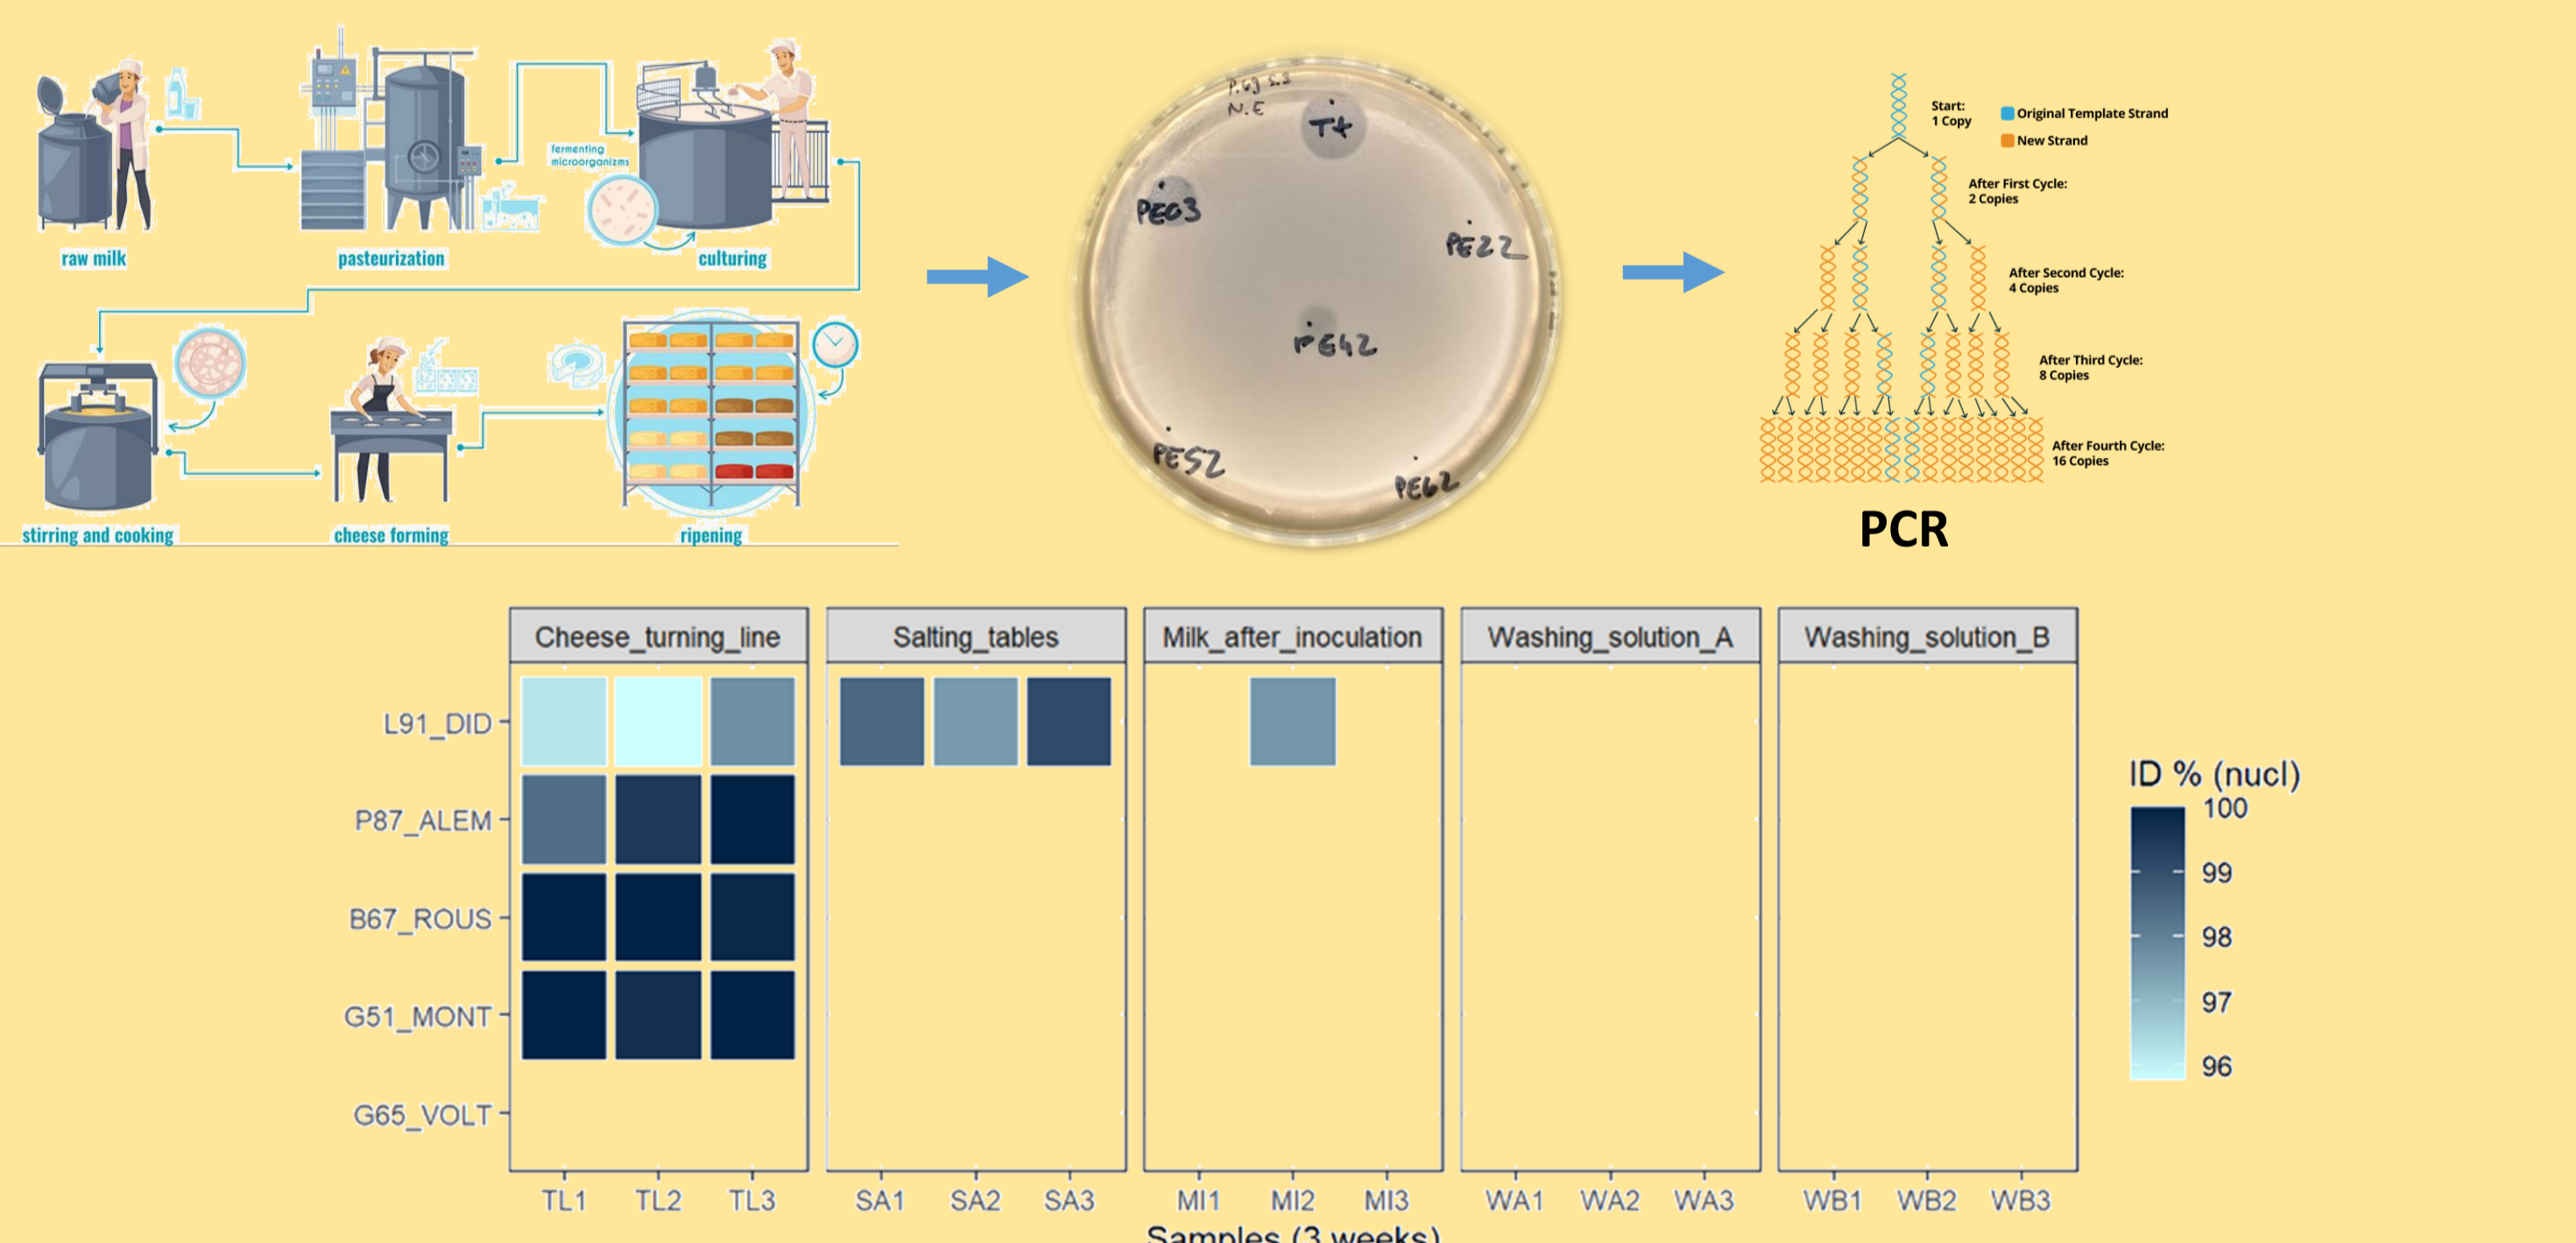 fermenting
microorganizms
raw milk
pasteurization
culturing
stirring and cooking
cheese forming
ripening
P.69 S.3
N.E
T4
PE03
PE22
PE42
PE52
PE62
Start:
1 Copy
Original Template Strand
New Strand
After First Cycle:
2 Copies
After Second Cycle:
4 Copies
After Third Cycle:
8 Copies
After Fourth Cycle:
16 Copies
PCR
Cheese_turning_line
Salting_tables
Milk_after_inoculation
Washing_solution_A
Washing_solution_B
L91_DID
P87_ALEM
B67_ROUS
G51_MONT
G65_VOLT
TL1 TL2 TL3 SA1 SA2 SA3 MI1 MI2 MI3 WA1 WA2 WA3 WB1 WB2 WB3
Samples (3 weeks)
ID % (nucl)
100
99
98
97
96